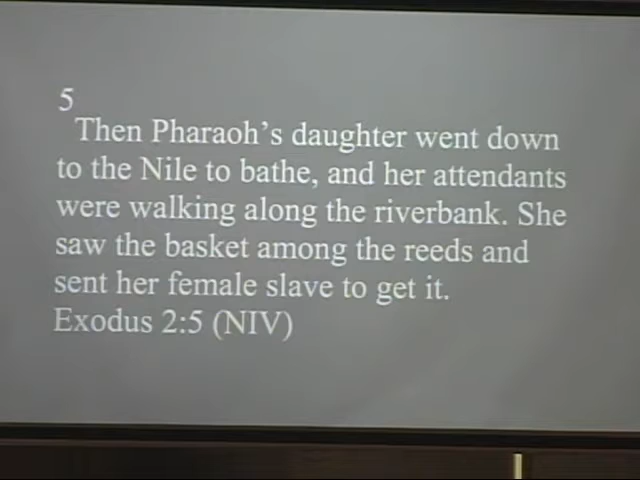 5
Then Pharaoh's daughter went down
to the Nile to bathe, and her attendants
were walking along the riverbank. She
saw the basket among the reeds and
sent her female slave to get it.
Exodus 2:5 (NIV)